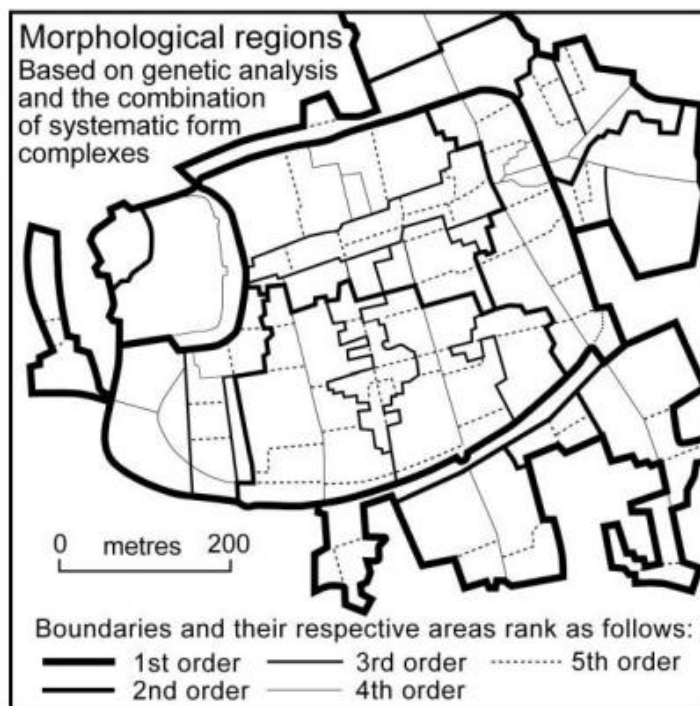 Morphological regions
Based on genetic analysis
and the combination
of systematic form
complexes
0 metres 200
Boundaries and their respective areas rank as follows:
1st order 3rd order 5th order
2nd order 4th order